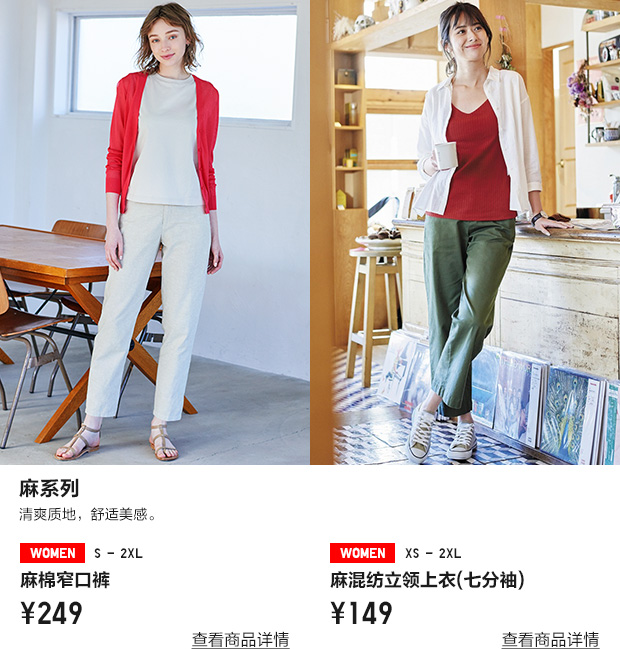 麻系列
清爽质地，舒适美感。
WOMEN S - 2XL
麻棉窄口裤
¥249
查看商品详情
WOMEN XS - 2XL
麻混纺立领上衣(七分袖)
¥149
查看商品详情